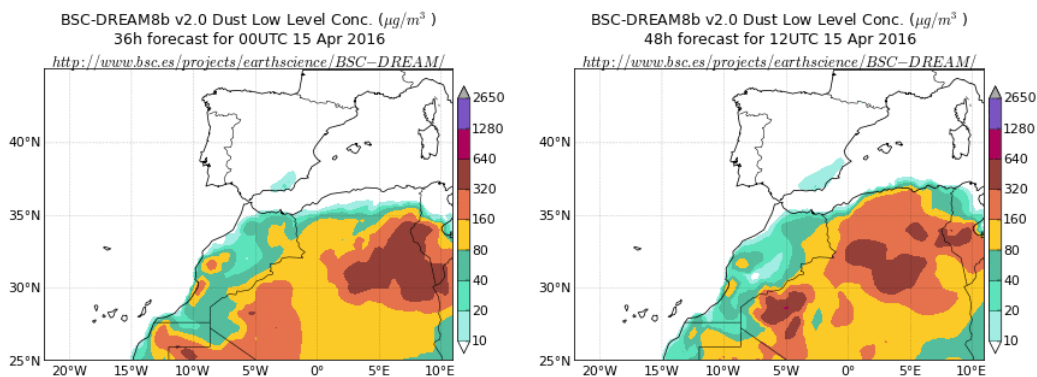 BSC-DREAM8b v2.0 Dust Low Level Conc. (μg/m³ )
36h forecast for 00UTC 15 Apr 2016
http://www.bsc.es/projects/earthscience/BSC−DREAM/
40°N
35°N
30°N
25°N
20°W 15°W 10°W 5°W 0° 5°E 10°E
2650
1280
640
320
160
80
40
20
10
BSC-DREAM8b v2.0 Dust Low Level Conc. (μg/m³ )
48h forecast for 12UTC 15 Apr 2016
http://www.bsc.es/projects/earthscience/BSC−DREAM/
40°N
35°N
30°N
25°N
20°W 15°W 10°W 5°W 0° 5°E 10°E
2650
1280
640
320
160
80
40
20
10